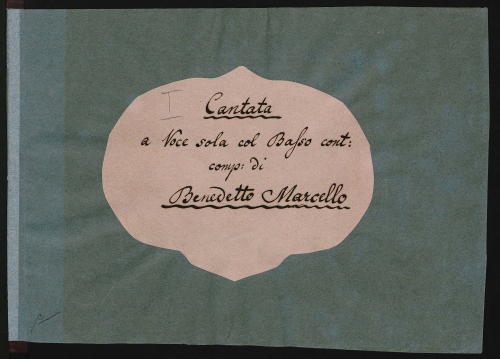 I
Cantata
a Voce sola col Baſso cont:
comp: di
Benedetto Marcello